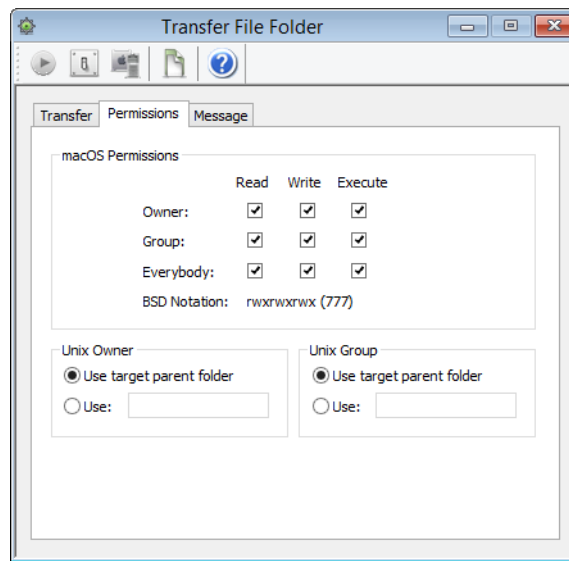 Transfer File Folder
Transfer Permissions Message
macOS Permissions
Read Write Execute
Owner:
Group:
Everybody:
BSD Notation: rwxrwxrwx (777)
Unix Owner
Use target parent folder
Use:
Unix Group
Use target parent folder
Use: